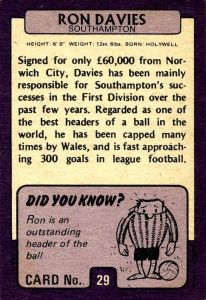 RON DAVIES
SOUTHAMPTON
HEIGHT: 6' 0" WEIGHT: 12st. 6lbs. BORN: HOLYWELL
Signed for only £60,000 from Nor-
wich City, Davies has been mainly
responsible for Southampton's suc-
cesses in the First Division over the
past few years. Regarded as one of
the best headers of a ball in the
world, he has been capped many
times by Wales, and is fast approach-
ing 300 goals in league football.
DID YOU KNOW?
Ron is an
outstanding
header of the
ball
?
CARD No.. 29